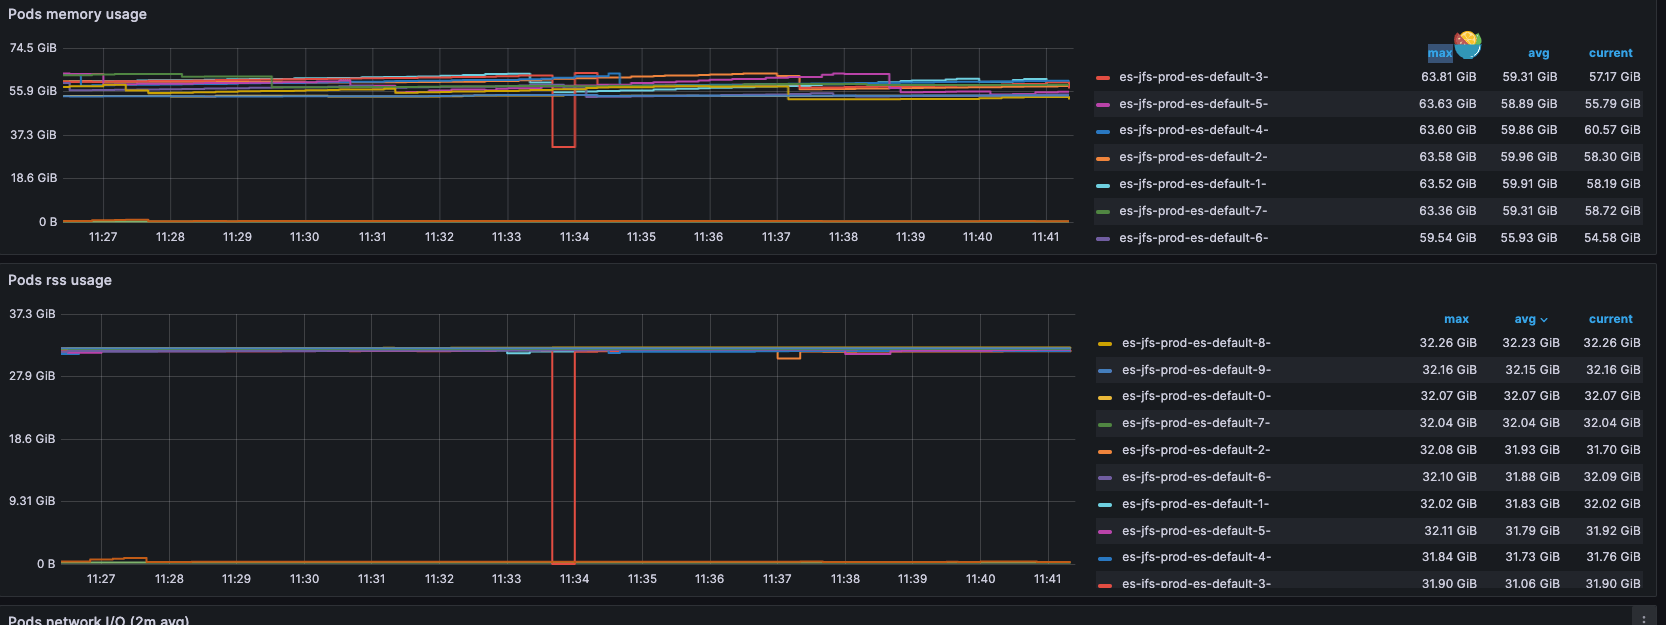 Pods memory usage
74.5 GiB
55.9 GiB
37.3 GiB
18.6 GiB
0 B
11:27 11:28 11:29 11:30 11:31 11:32 11:33 11:34 11:35 11:36 11:37 11:38 11:39 11:40 11:41
max avg current
es-jfs-prod-es-default-3- 63.81 GiB 59.31 GiB 57.17 GiB
es-jfs-prod-es-default-5- 63.63 GiB 58.89 GiB 55.79 GiB
es-jfs-prod-es-default-4- 63.60 GiB 59.86 GiB 60.57 GiB
es-jfs-prod-es-default-2- 63.58 GiB 59.96 GiB 58.30 GiB
es-jfs-prod-es-default-1- 63.52 GiB 59.91 GiB 58.19 GiB
es-jfs-prod-es-default-7- 63.36 GiB 59.31 GiB 58.72 GiB
es-jfs-prod-es-default-6- 59.54 GiB 55.93 GiB 54.58 GiB
Pods rss usage
37.3 GiB
27.9 GiB
18.6 GiB
9.31 GiB
0 B
11:27 11:28 11:29 11:30 11:31 11:32 11:33 11:34 11:35 11:36 11:37 11:38 11:39 11:40 11:41
max avg current
es-jfs-prod-es-default-8- 32.26 GiB 32.23 GiB 32.26 GiB
es-jfs-prod-es-default-9- 32.16 GiB 32.15 GiB 32.16 GiB
es-jfs-prod-es-default-0- 32.07 GiB 32.07 GiB 32.07 GiB
es-jfs-prod-es-default-7- 32.04 GiB 32.04 GiB 32.04 GiB
es-jfs-prod-es-default-2- 32.08 GiB 31.93 GiB 31.70 GiB
es-jfs-prod-es-default-6- 32.10 GiB 31.88 GiB 32.09 GiB
es-jfs-prod-es-default-1- 32.02 GiB 31.83 GiB 32.02 GiB
es-jfs-prod-es-default-5- 32.11 GiB 31.79 GiB 31.92 GiB
es-jfs-prod-es-default-4- 31.84 GiB 31.73 GiB 31.76 GiB
es-jfs-prod-es-default-3- 31.90 GiB 31.06 GiB 31.90 GiB
Pods network I/O (2m avg)